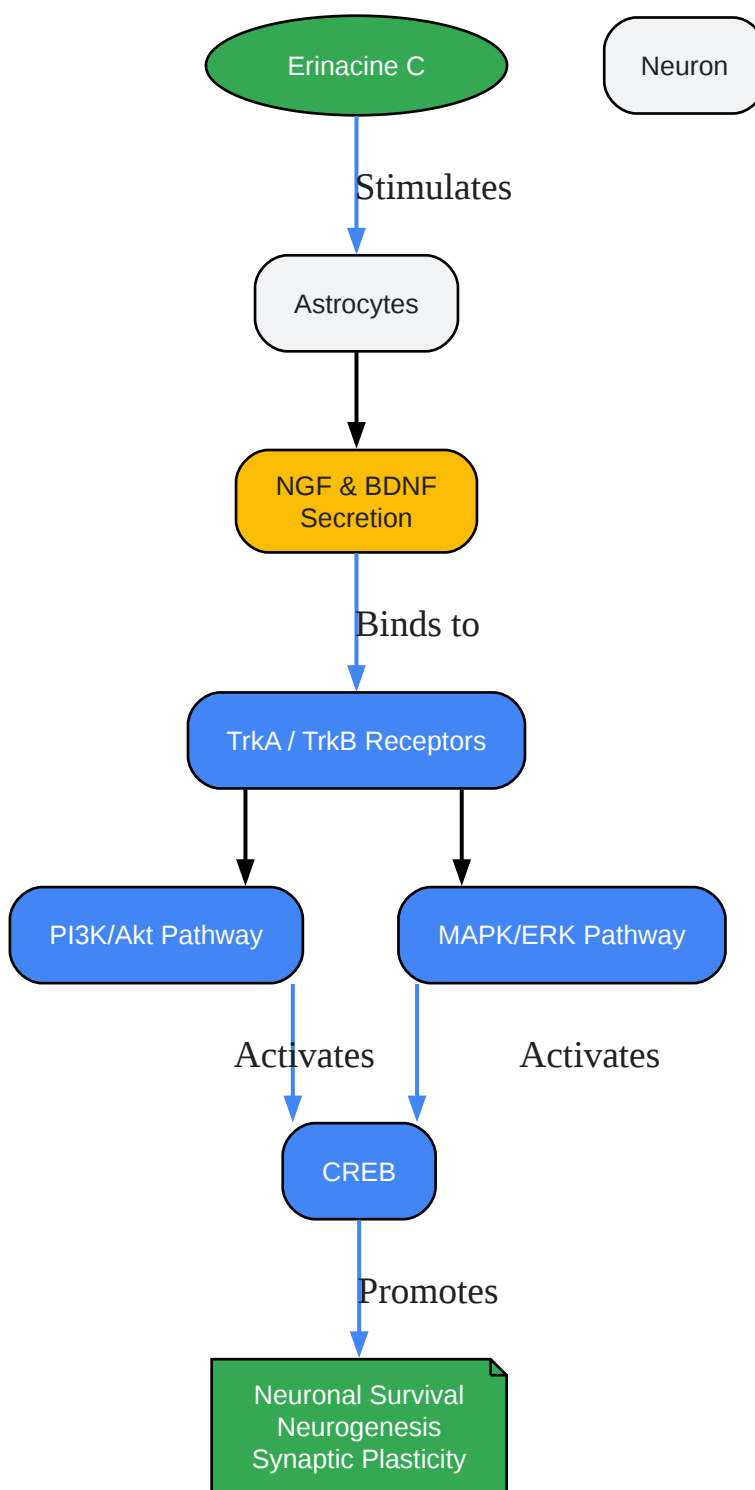 Erinacine C
Neuron
Stimulates
Astrocytes
NGF & BDNF
Secretion
Binds to
TrkA / TrkB Receptors
PI3K/Akt Pathway
MAPK/ERK Pathway
Activates
Activates
CREB
Promotes
Neuronal Survival
Neurogenesis
Synaptic Plasticity